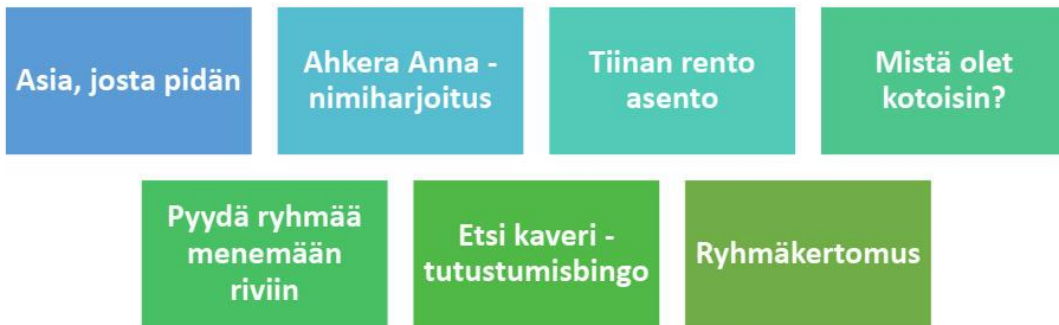 Asia, josta pidän
Ahkera Anna -
nimiharjoitus
Tiinan rento
asento
Mistä olet
kotoisin?
Pyydä ryhmää
menemään
riviin
Etsi kaveri -
tutustumisbingo
Ryhmäkertomus